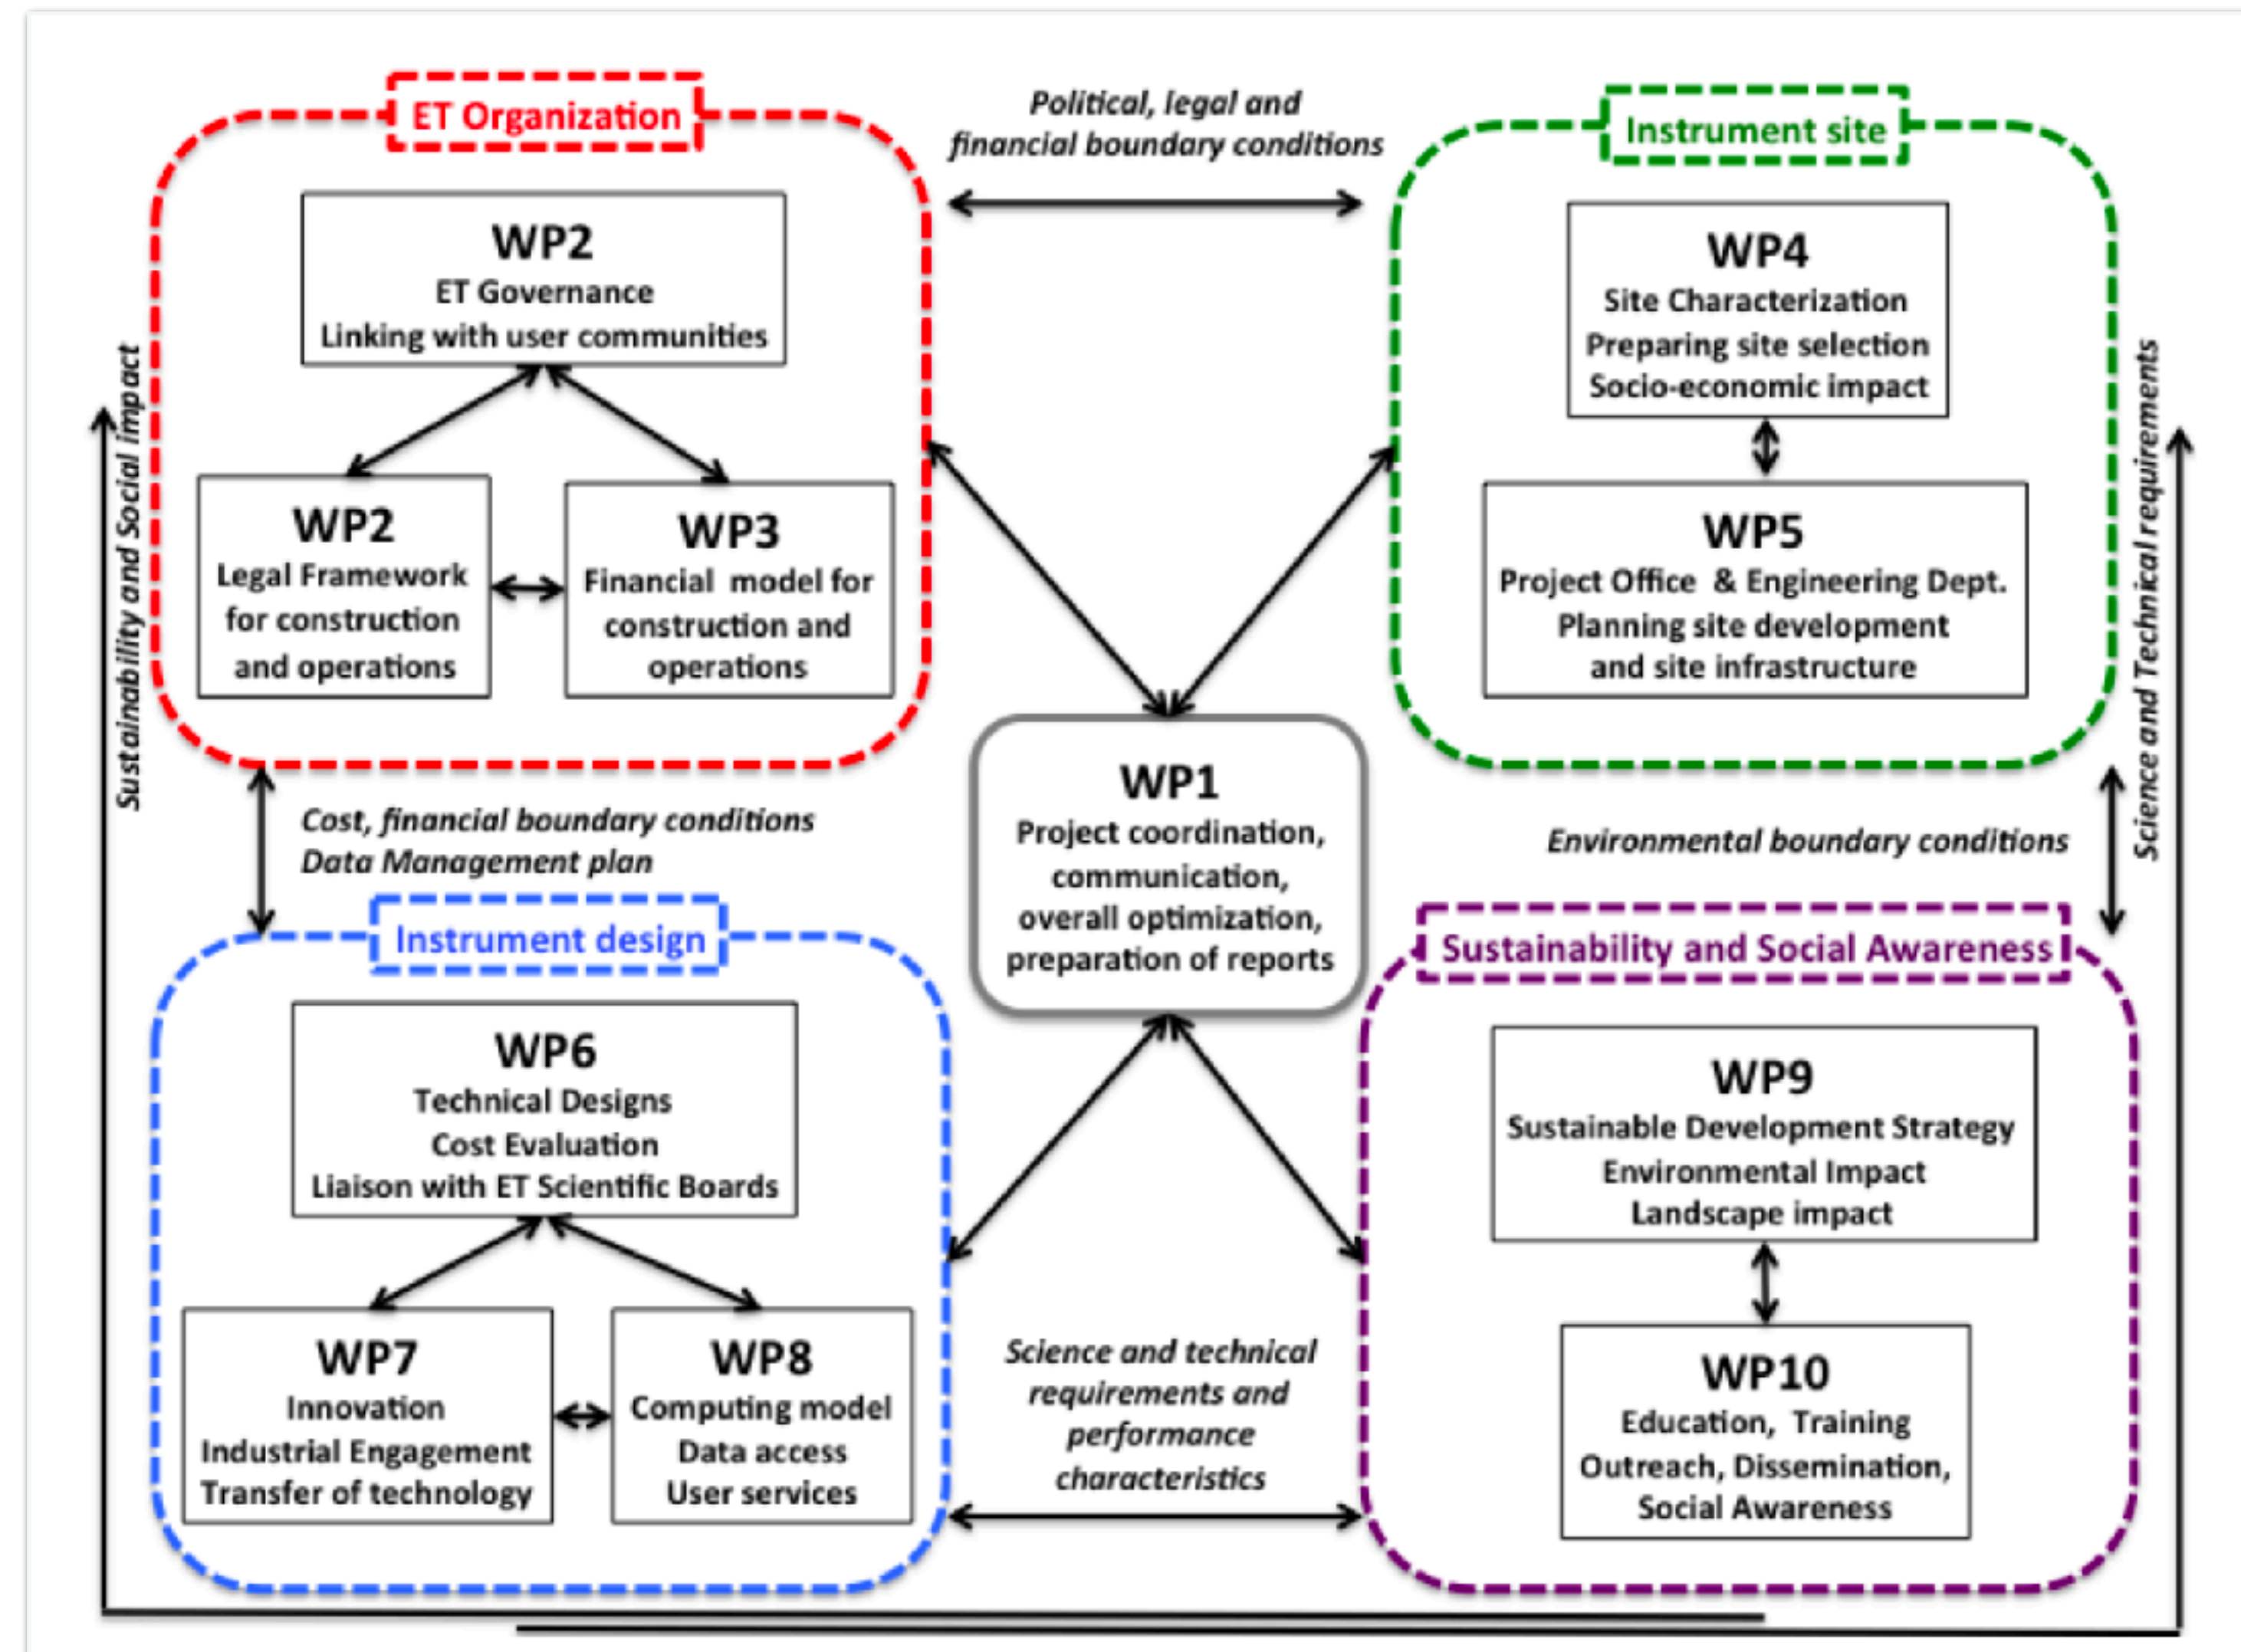 ET Organization
WP2
ET Governance
Linking with user communities
WP2
Legal Framework
for construction
and operations
WP3
Financial model for
construction and
operations
Political, legal and
financial boundary conditions
Instrument site
WP4
Site Characterization
Preparing site selection
Socio-economic impact
WP5
Project Office & Engineering Dept.
Planning site development
and site infrastructure
Sustainability and Social impact
Science and Technical requirements
Cost, financial boundary conditions
Data Management plan
WP1
Project coordination,
communication,
overall optimization,
preparation of reports
Environmental boundary conditions
Instrument design
WP6
Technical Designs
Cost Evaluation
Liaison with ET Scientific Boards
WP7
Innovation
Industrial Engagement
Transfer of technology
WP8
Computing model
Data access
User services
Science and technical
requirements and
performance
characteristics
Sustainability and Social Awareness
WP9
Sustainable Development Strategy
Environmental Impact
Landscape impact
WP10
Education, Training
Outreach, Dissemination,
Social Awareness